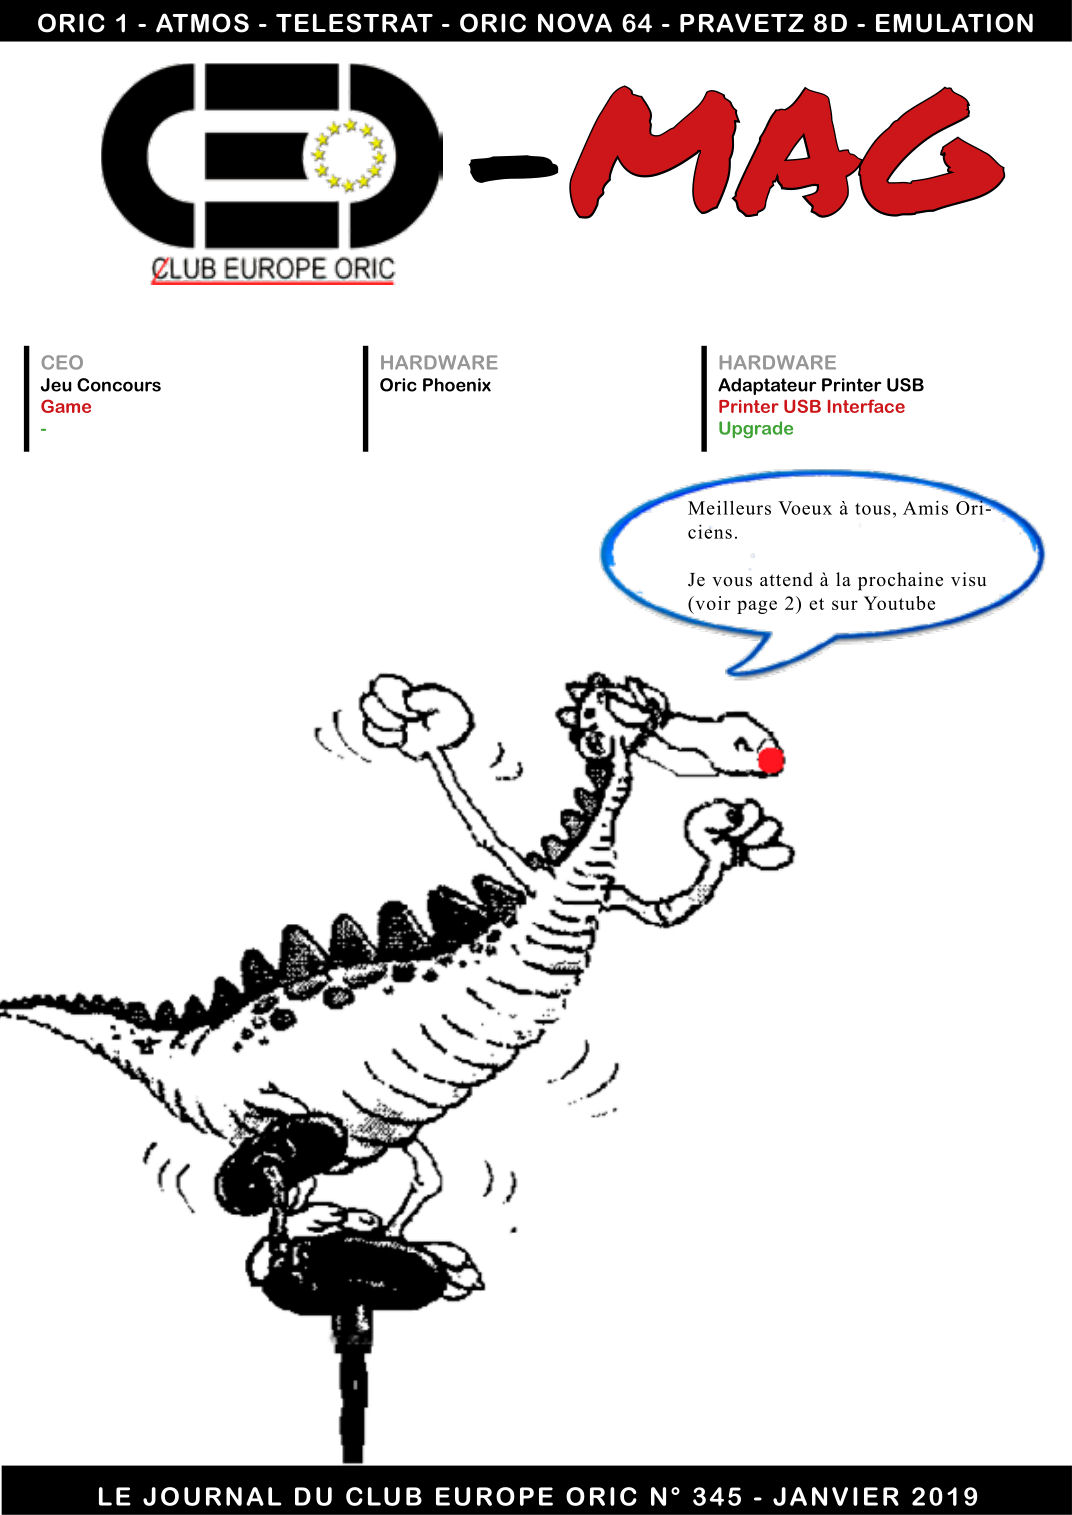 ORIC 1 - ATMOS - TELESTRAT - ORIC NOVA 64 - PRAVETZ 8D - EMULATION
CEO-MAG
CLUB EUROPE ORIC
CEO
Jeu Concours
Game
-
HARDWARE
Oric Phoenix
HARDWARE
Adaptateur Printer USB
Printer USB Interface
Upgrade
Meilleurs Voeux à tous, Amis Ori-
ciens.
Je vous attend à la prochaine visu
(voir page 2) et sur Youtube
LE JOURNAL DU CLUB EUROPE ORIC N° 345 - JANVIER 2019